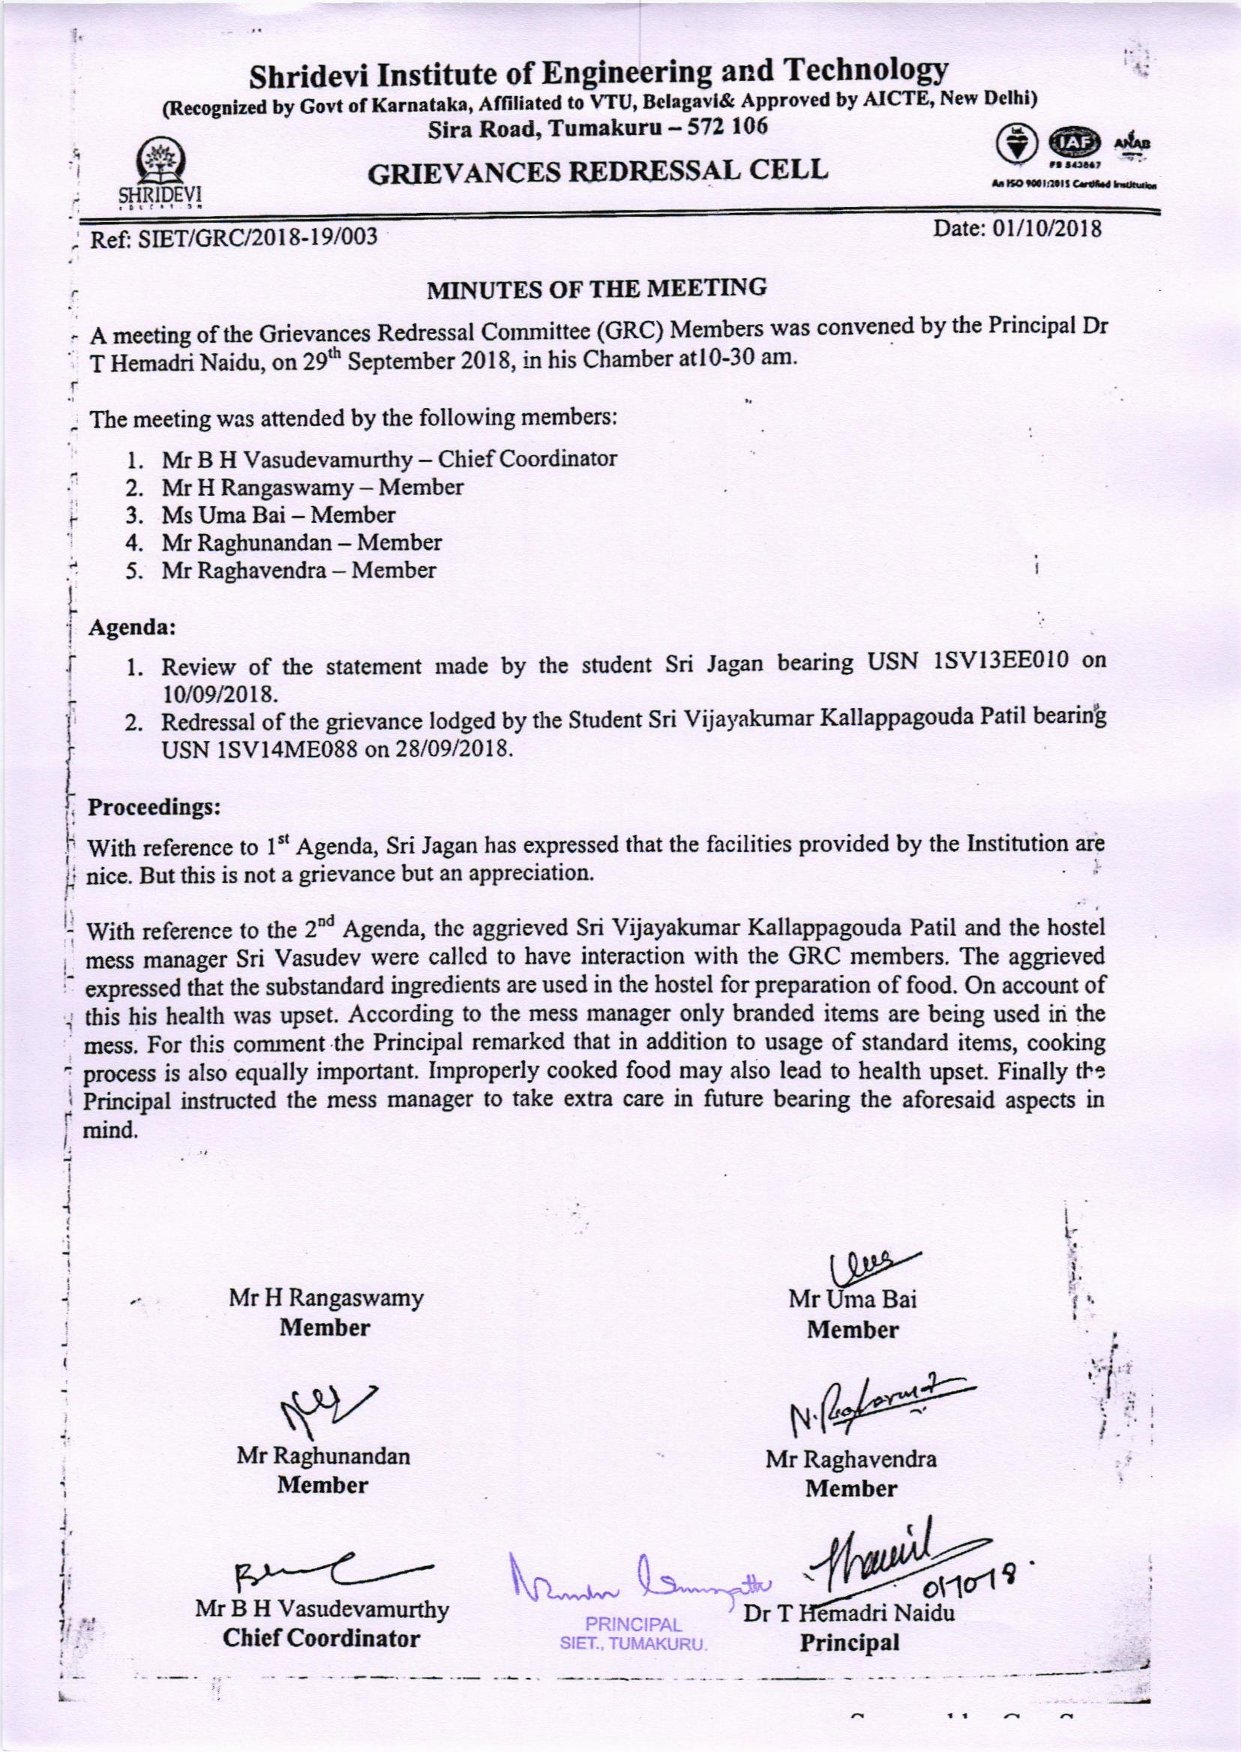 Shridevi Institute of Engineering and Technology
(Recognized by Govt of Karnataka, Affiliated to VTU, Belagavi& Approved by AICTE, New Delhi)
Sira Road, Tumakuru – 572 106
GRIEVANCES REDRESSAL CELL
SHRIDEVI
EDUCATION
IAF
ANAB
FS 543867
An ISO 9001:2015 Certified Institution
Ref: SIET/GRC/2018-19/003
Date: 01/10/2018
MINUTES OF THE MEETING
A meeting of the Grievances Redressal Committee (GRC) Members was convened by the Principal Dr
T Hemadri Naidu, on 29th September 2018, in his Chamber at10-30 am.
The meeting was attended by the following members:
1. Mr B H Vasudevamurthy – Chief Coordinator
2. Mr H Rangaswamy – Member
3. Ms Uma Bai – Member
4. Mr Raghunandan – Member
5. Mr Raghavendra – Member
Agenda:
1. Review of the statement made by the student Sri Jagan bearing USN 1SV13EE010 on
10/09/2018.
2. Redressal of the grievance lodged by the Student Sri Vijayakumar Kallappagouda Patil bearing
USN 1SV14ME088 on 28/09/2018.
Proceedings:
With reference to 1st Agenda, Sri Jagan has expressed that the facilities provided by the Institution are
nice. But this is not a grievance but an appreciation.
With reference to the 2nd Agenda, the aggrieved Sri Vijayakumar Kallappagouda Patil and the hostel
mess manager Sri Vasudev were called to have interaction with the GRC members. The aggrieved
expressed that the substandard ingredients are used in the hostel for preparation of food. On account of
this his health was upset. According to the mess manager only branded items are being used in the
mess. For this comment the Principal remarked that in addition to usage of standard items, cooking
process is also equally important. Improperly cooked food may also lead to health upset. Finally the
Principal instructed the mess manager to take extra care in future bearing the aforesaid aspects in
mind.
Mr H Rangaswamy
Member
Mr Uma Bai
Member
Mr Raghunandan
Member
Mr Raghavendra
Member
Mr B H Vasudevamurthy
Chief Coordinator
PRINCIPAL
SIET., TUMAKURU.
Dr T Hemadri Naidu
Principal